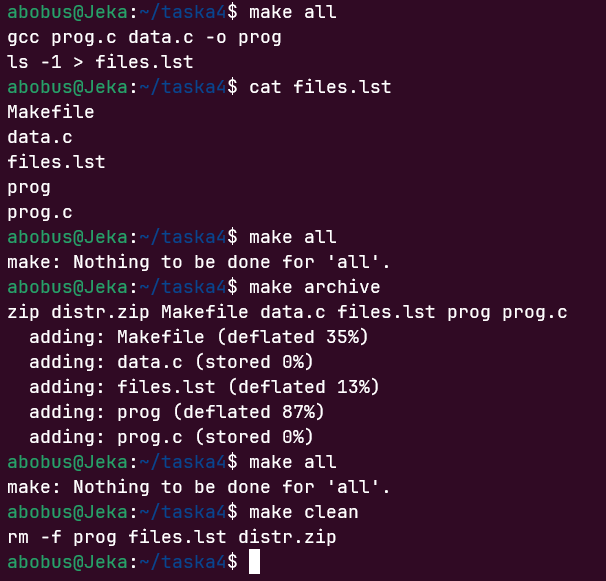 abobus@Jeka:~/taska4$ make all
gcc prog.c data.c -o prog
ls -1 > files.lst
abobus@Jeka:~/taska4$ cat files.lst
Makefile
data.c
files.lst
prog
prog.c
abobus@Jeka:~/taska4$ make all
make: Nothing to be done for 'all'.
abobus@Jeka:~/taska4$ make archive
zip distr.zip Makefile data.c files.lst prog prog.c
  adding: Makefile (deflated 35%)
  adding: data.c (stored 0%)
  adding: files.lst (deflated 13%)
  adding: prog (deflated 87%)
  adding: prog.c (stored 0%)
abobus@Jeka:~/taska4$ make all
make: Nothing to be done for 'all'.
abobus@Jeka:~/taska4$ make clean
rm -f prog files.lst distr.zip
abobus@Jeka:~/taska4$